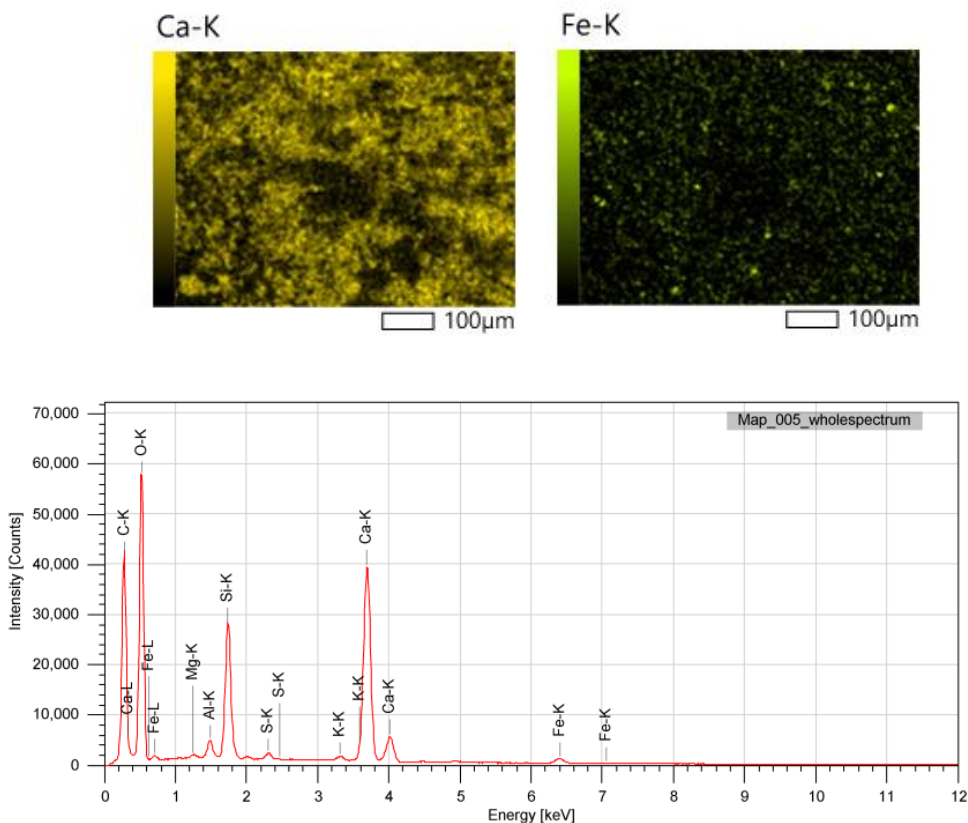 Ca-K
Fe-K
100μm
100μm
Map_005_wholespectrum
70,000
60,000
50,000
40,000
30,000
20,000
10,000
0
Intensity [Counts]
C-K
Ca-L
O-K
Fe-L
Fe-L
Mg-K
Al-K
Si-K
S-K
S-K
K-K
K-K
Ca-K
Ca-K
Fe-K
Fe-K
0 1 2 3 4 5 6 7 8 9 10 11 12
Energy [keV]